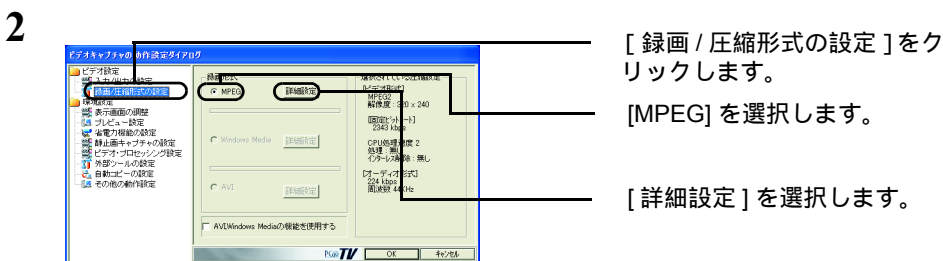 2
[ 録画 / 圧縮形式の設定 ] をク
リックします。
[MPEG] を選択します。
[ 詳細設定 ] を選択します。
ビデオキャプチャの動作設定ダイアログ
ビデオ設定
入力/出力の設定
録画/圧縮形式の設定
環境設定
表示画面の調整
プレビュー設定
省電力機能の設定
静止画キャプチャの設定
ビデオ・プロセッシング設定
外部ツールの設定
自動コピーの設定
その他の動作設定
録画形式
MPEG
詳細設定
Windows Media
詳細設定
AVI
詳細設定
AVI,Windows Mediaの機能を使用する
選択されている圧縮設定
[ビデオ形式]
MPEG2
解像度 : 320 x 240
[固定ビットレート]
2343 kbps
CPU処理速度 2
処理 : 無し
インターレス解除 : 無し
[オーディオ形式]
224 kbps
周波数 44KHz
TV
OK
キャンセル